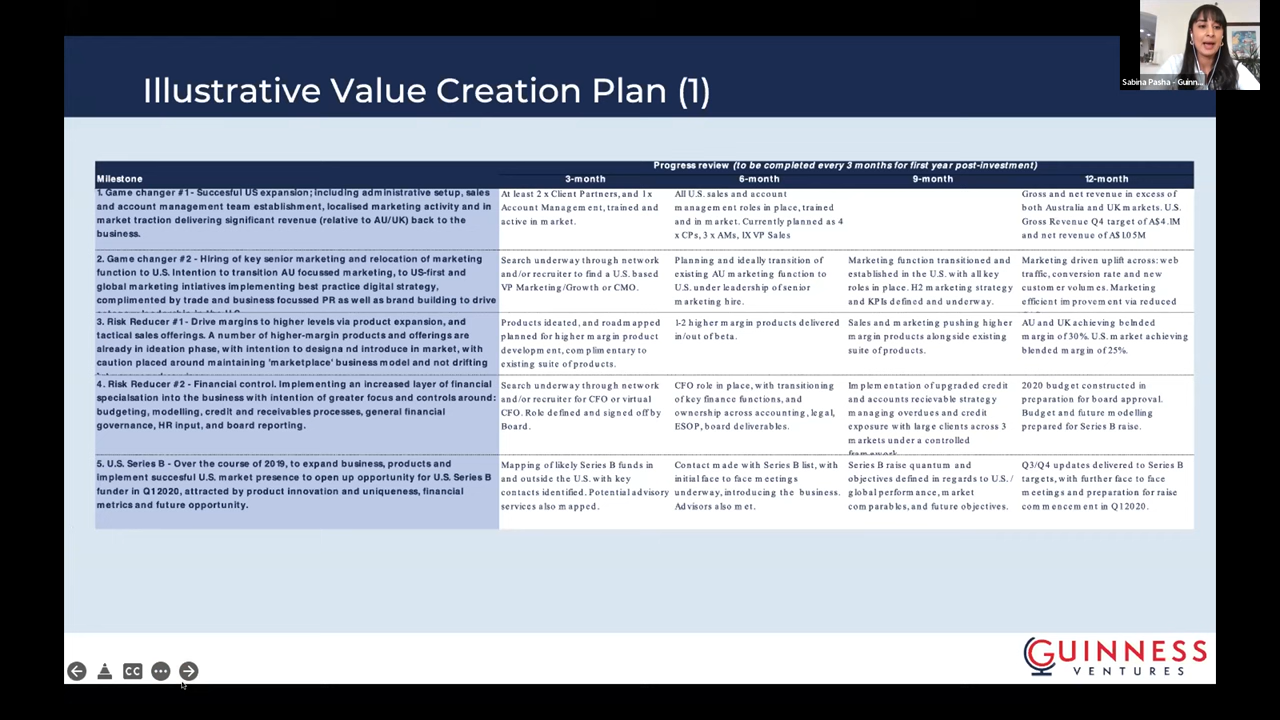 Illustrative Value Creation Plan (1)
Sabina Pasha - Guinn...
Progress review (to be completed every 3 months for first year post-investment)
Milestone
3-month
6-month
9-month
12-month
1. Game changer #1 - Succesful US expansion; including administrative setup, sales
and account management team establishment, localised marketing activity and in
market traction delivering significant revenue (relative to AU/UK) back to the
business.
At least 2 x Client Partners, and 1x
Account Management, trained and
active in market.
All U.S. sales and account
management roles in place, trained
and in market. Currently planned as 4
x CPs, 3 x AMs, 1X VP Sales
Gross and net revenue in excess of
both Australia and UK markets. U.S.
Gross Revenue Q4 target of A$4.1M
and net revenue of A$1.05M
2. Game changer #2 - Hiring of key senior marketing and relocation of marketing
function to U.S. Intention to transition AU focussed marketing, to US-first and
global marketing intiatives implementing best practice digital strategy,
complimented by trade and business focussed PR as well as brand building to drive
Search underway through network
and/or recruiter to find a U.S. based
VP Marketing/Growth or CMO.
Planning and ideally transition of
existing AU marketing function to
U.S. under leadership of senior
marketing hire.
Marketing function transitioned and
established in the U.S. with all key
roles in place. H2 marketing strategy
and KPIs defined and underway.
Marketing driven uplift across: web
traffic, conversion rate and new
customer volumes. Marketing
efficient improvement via reduced
3. Risk Reducer #1 - Drive margins to higher levels via product expansion, and
tactical sales offerings. A number of higher-margin products and offerings are
already in ideation phase, with intention to designa nd introduce in market, with
caution placed around maintaining 'marketplace' business model and not drifting
Products ideated, and roadmapped
planned for higher margin product
development, complimentary to
existing suite of products.
1-2 higher margin products delivered
in/out of beta.
Sales and marketing pushing higher
margin products alongside existing
suite of products.
AU and UK achieving belnded
margin of 30%. U.S. market achieving
blended margin of 25%.
4. Risk Reducer #2 - Financial control. Implementing an increased layer of financial
specialsation into the business with intention of greater focus and controls around:
budgeting, modelling, credit and receivables processes, general financial
governance, HR input, and board reporting.
Search underway through network
and/or recruiter for CFO or virtual
CFO. Role defined and signed off by
Board.
CFO role in place, with transitioning
of key finance functions, and
ownership across accounting, legal,
ESOP, board deliverables.
Implementation of upgraded credit
and accounts recievable strategy
managing overdues and credit
exposure with large clients across 3
markets under a controlled
framework
2020 budget constructed in
preparation for board approval.
Budget and future modelling
prepared for Series B raise.
5. U.S. Series B - Over the course of 2019, to expand business, products and
implement succesful U.S. market presence to open up opportunity for U.S. Series B
funder in Q1 2020, attracted by product innovation and uniqueness, financial
metrics and future opportunity.
Mapping of likely Series B funds in
and outside the U.S. with key
contacts identified. Potential advisory
services also mapped.
Contact made with Series B list, with
initial face to face meetings
underway, introducing the business.
Advisors also met.
Series B raise quantum and
objectives defined in regards to U.S. /
global performance, market
comparables, and future objectives.
Q3/Q4 updates delivered to Series B
targets, with further face to face
meetings and preparation for raise
commencement in Q1 2020.
CC
GUINNESS
VENTURES